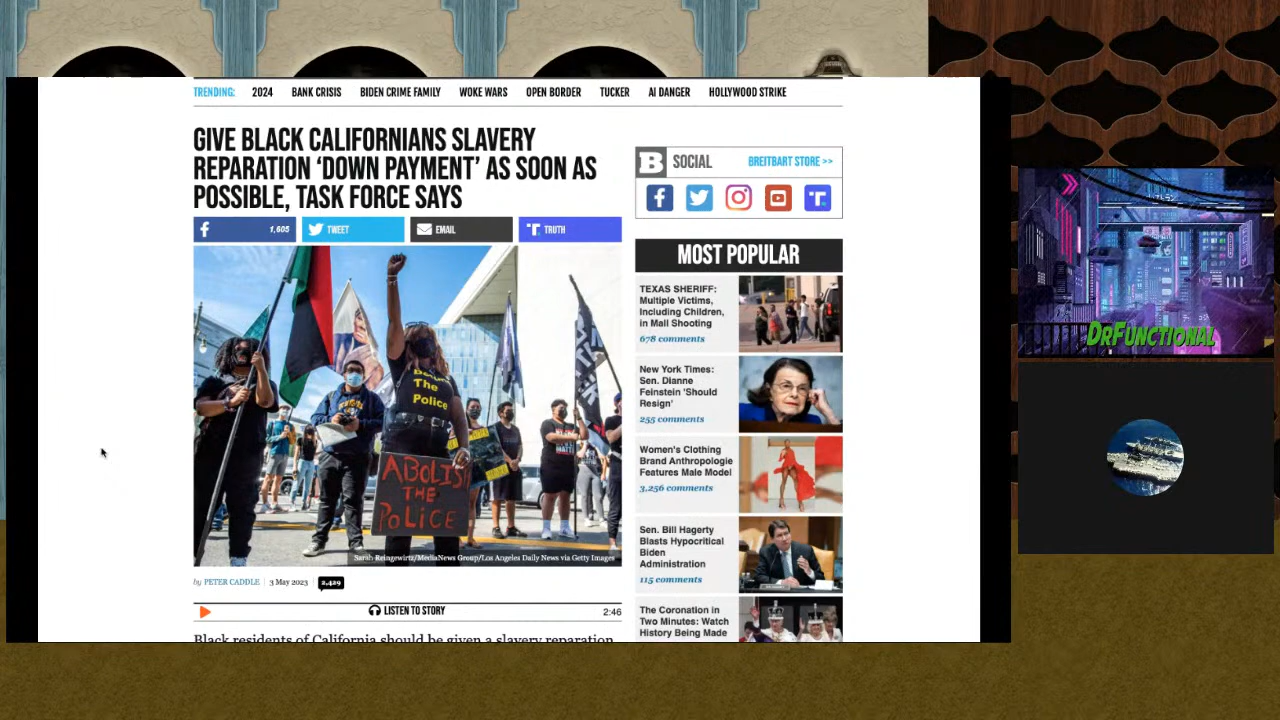 TRENDING: 2024 BANK CRISIS BIDEN CRIME FAMILY WOKE WARS OPEN BORDER TUCKER AI DANGER HOLLYWOOD STRIKE
GIVE BLACK CALIFORNIANS SLAVERY
REPARATION ‘DOWN PAYMENT’ AS SOON AS
POSSIBLE, TASK FORCE SAYS
1,605 TWEET EMAIL TRUTH
The
Police
ABOLISH
THE
POLICE
Sarah Reingewirtz/MediaNews Group/Los Angeles Daily News via Getty Images
by PETER CADDLE 3 May 2023 2,429
LISTEN TO STORY 2:46
Black residents of California should be given a slavery reparation
B SOCIAL BREITBART STORE >>
MOST POPULAR
TEXAS SHERIFF:
Multiple Victims,
Including Children,
in Mall Shooting
678 comments
New York Times:
Sen. Dianne
Feinstein 'Should
Resign'
255 comments
Women's Clothing
Brand Anthropologie
Features Male Model
3,256 comments
Sen. Bill Hagerty
Blasts Hypocritical
Biden
Administration
115 comments
The Coronation in
Two Minutes: Watch
History Being Made
DRFUNCTIONAL